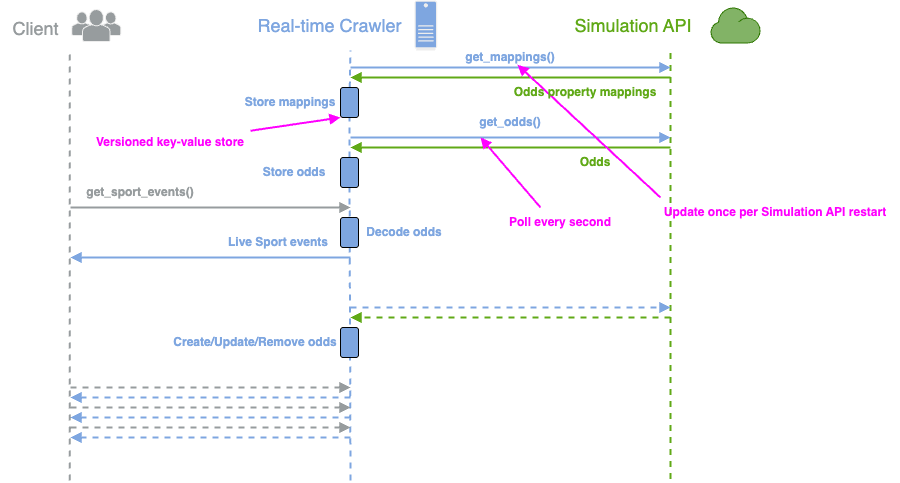 Client
Real-time Crawler
Simulation API
get_mappings()
Odds property mappings
Store mappings
Versioned key-value store
get_odds()
Odds
Store odds
get_sport_events()
Poll every second
Update once per Simulation API restart
Decode odds
Live Sport events
Create/Update/Remove odds